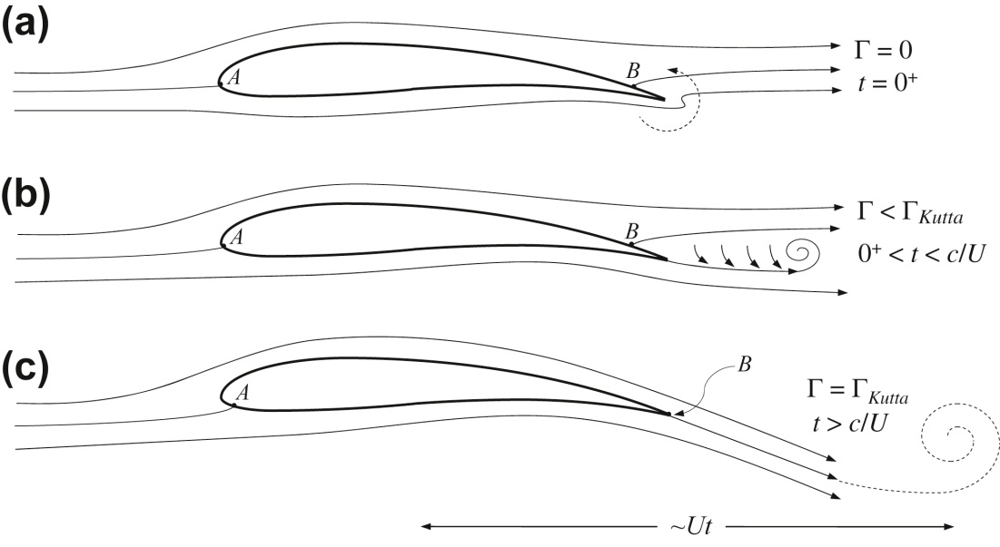 (a)
A
B
Γ = 0
t = 0⁺
(b)
A
B
Γ < Γ_Kutta
0⁺ < t < c/U
(c)
A
B
Γ = Γ_Kutta
t > c/U
~Ut